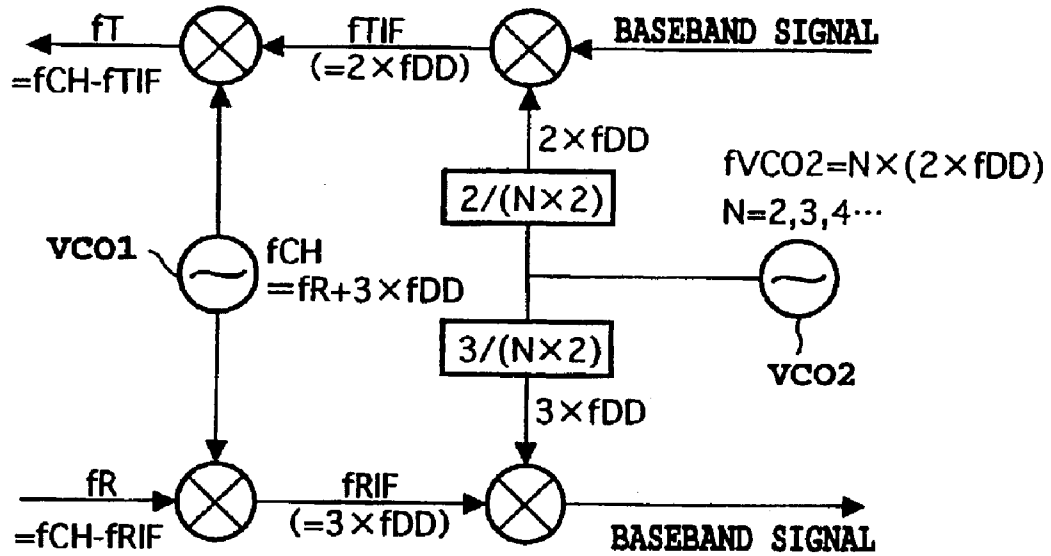 fT
=fCH-fTIF
fTIF
(=2×fDD)
BASEBAND SIGNAL
2×fDD
2/(N×2)
fVCO2=N×(2×fDD)
N=2,3,4…
VCO1
fCH
=fR+3×fDD
3/(N×2)
VCO2
3×fDD
fR
=fCH-fRIF
fRIF
(=3×fDD)
BASEBAND SIGNAL